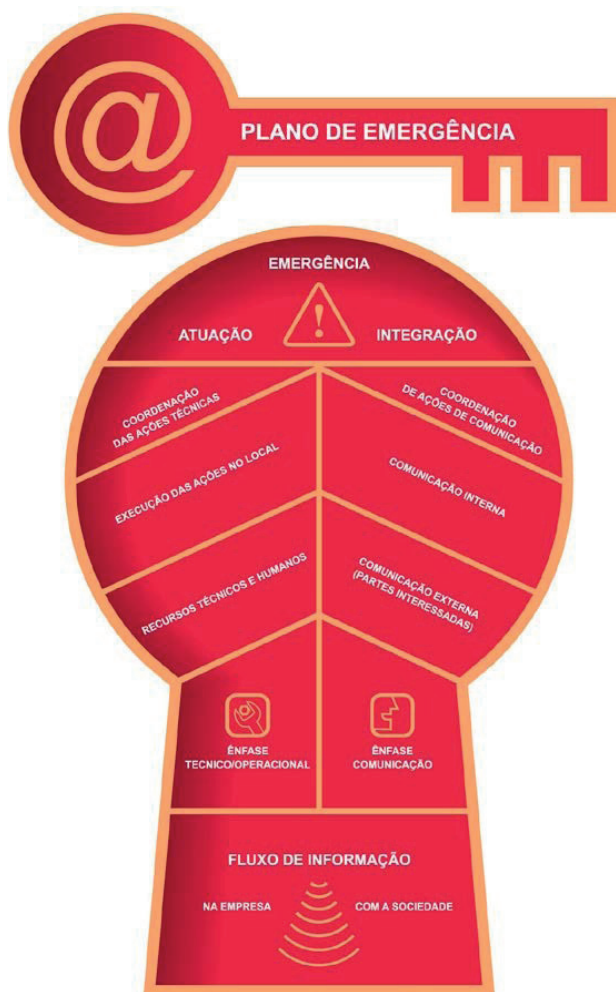 @
PLANO DE EMERGÊNCIA
EMERGÊNCIA
!
ATUAÇÃO
INTEGRAÇÃO
COORDENAÇÃO
DAS AÇÕES TÉCNICAS
COORDENAÇÃO
DE AÇÕES DE COMUNICAÇÃO
EXECUÇÃO DAS AÇÕES NO LOCAL
COMUNICAÇÃO INTERNA
RECURSOS TÉCNICOS E HUMANOS
COMUNICAÇÃO EXTERNA
(PARTES INTERESSADAS)
ÊNFASE
TECNICO/OPERACIONAL
ÊNFASE
COMUNICAÇÃO
FLUXO DE INFORMAÇÃO
NA EMPRESA
COM A SOCIEDADE